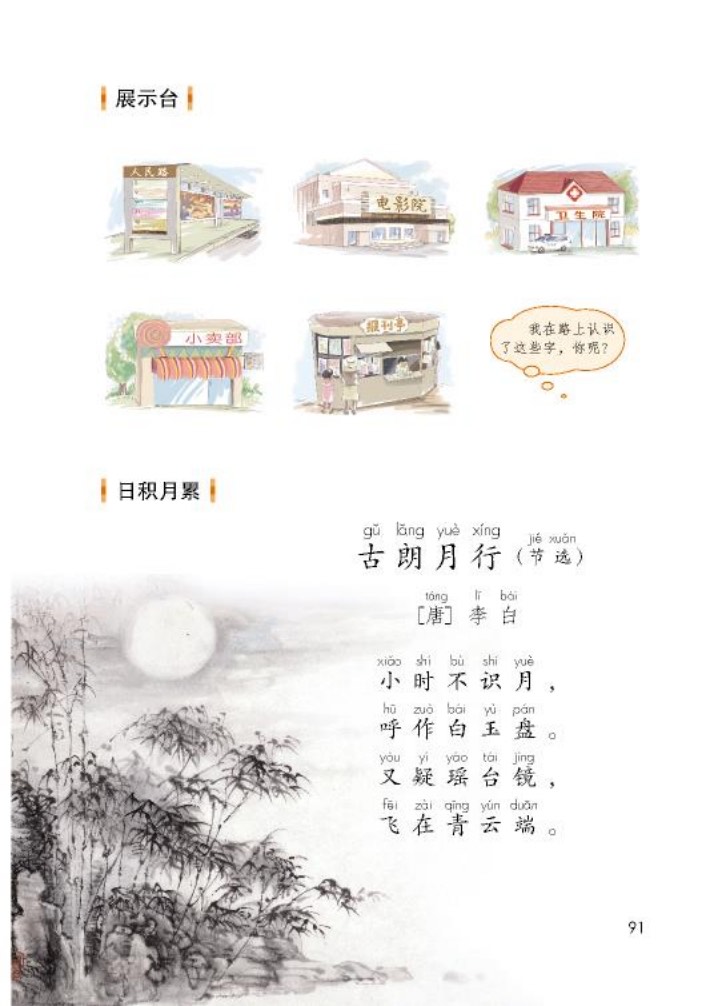 展示台
人民路
电影院
卫生院
小卖部
报刊亭
我在路上认识
了这些字，你呢？
日积月累
gǔ lǎng yuè xíng
古朗月行（节选）
jié xuǎn
táng lǐ bái
［唐］李白
xiǎo shí bù shí yuè
小时不识月，
hū zuò bái yù pán
呼作白玉盘。
yòu yí yáo tái jìng
又疑瑶台镜，
fēi zài qīng yún duān
飞在青云端。
91